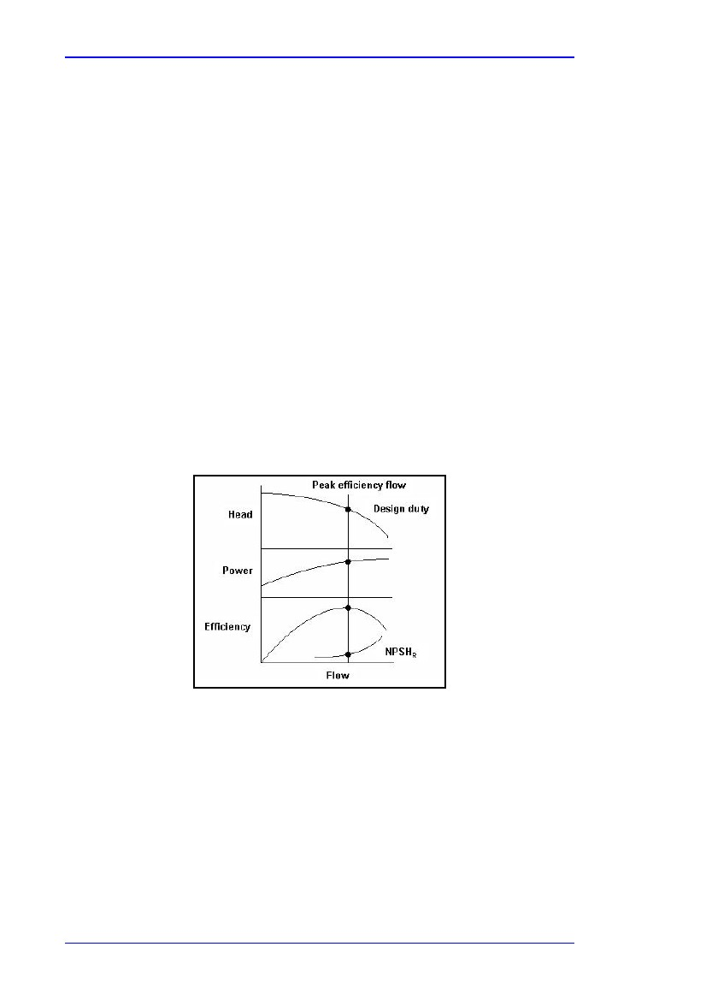 Peak efficiency flow
Design duty
Head
Power
Efficiency
NPSHR
Flow